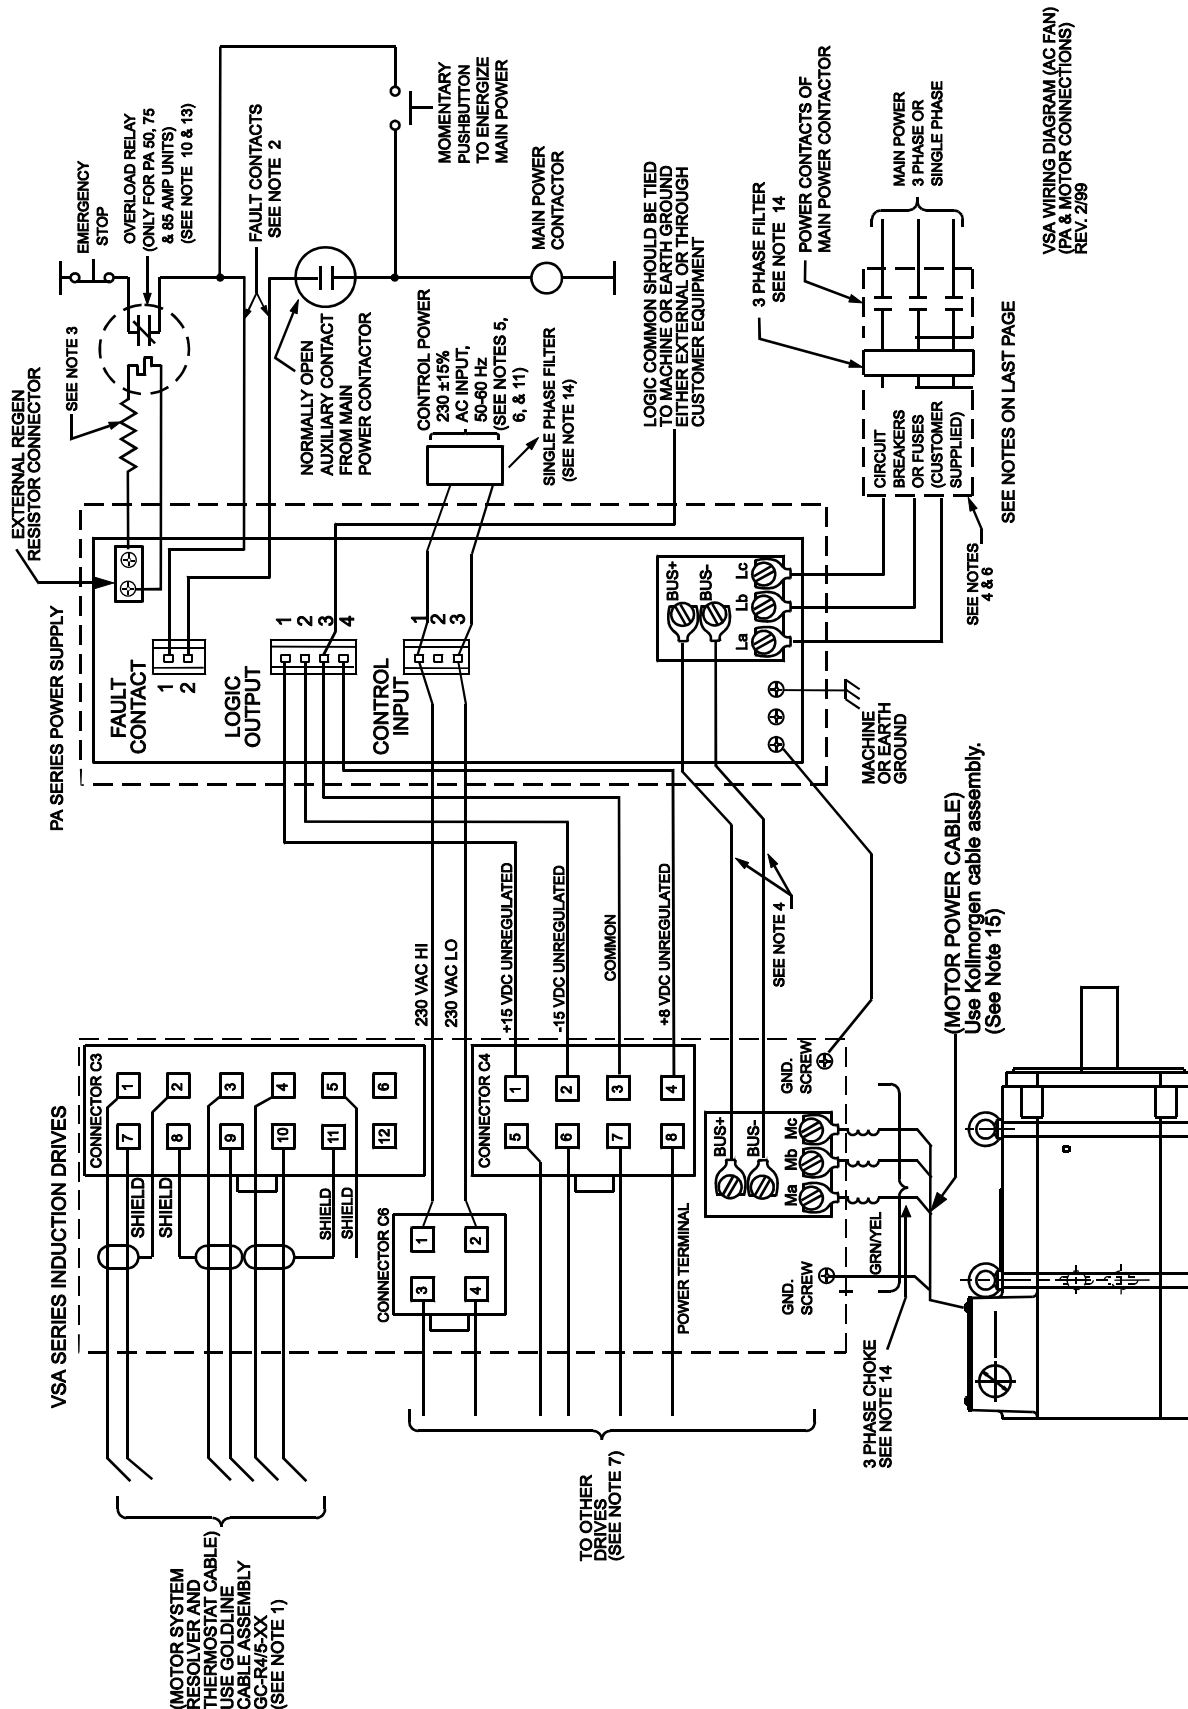 VSA WIRING DIAGRAM (AC FAN)
(PA & MOTOR CONNECTIONS)
REV. 2/99
EMERGENCY
STOP
OVERLOAD RELAY
(ONLY FOR PA 50, 75
& 85 AMP UNITS)
(SEE NOTE 10 & 13)
FAULT CONTACTS
SEE NOTE 2
MOMENTARY
PUSHBUTTON
TO ENERGIZE
MAIN POWER
MAIN POWER
CONTACTOR
LOGIC COMMON SHOULD BE TIED
TO MACHINE OR EARTH GROUND
EITHER EXTERNAL OR THROUGH
CUSTOMER EQUIPMENT
3 PHASE FILTER
SEE NOTE 14
POWER CONTACTS OF
MAIN POWER CONTACTOR
MAIN POWER
3 PHASE OR
SINGLE PHASE
EXTERNAL REGEN
RESISTOR CONNECTOR
SEE NOTE 3
NORMALLY OPEN
AUXILIARY CONTACT
FROM MAIN
POWER CONTACTOR
CONTROL POWER
230 ±15%
AC INPUT,
50-60 Hz
(SEE NOTES 5,
6, & 11)
SINGLE PHASE FILTER
(SEE NOTE 14)
CIRCUIT
BREAKERS
OR FUSES
(CUSTOMER
SUPPLIED)
SEE NOTES ON LAST PAGE
SEE NOTES
4 & 6
PA SERIES POWER SUPPLY
FAULT
CONTACT
1
2
LOGIC
OUTPUT
1
2
3
4
CONTROL
INPUT
1
2
3
BUS+
BUS-
La
Lb
Lc
MACHINE
OR EARTH
GROUND
230 VAC HI
230 VAC LO
+15 VDC UNREGULATED
-15 VDC UNREGULATED
COMMON
+8 VDC UNREGULATED
SEE NOTE 4
(MOTOR POWER CABLE)
Use Kollmorgen cable assembly.
(See Note 15)
VSA SERIES INDUCTION DRIVES
CONNECTOR C3
1
2
3
4
5
6
7
8
9
10
11
12
SHIELD
SHIELD
SHIELD
SHIELD
CONNECTOR C4
1
2
3
4
5
6
7
8
CONNECTOR C6
1
2
3
4
POWER TERMINAL
BUS+
BUS-
Ma
Mb
Mc
GND.
SCREW
GND.
SCREW
GRN/YEL
3 PHASE CHOKE
SEE NOTE 14
TO OTHER
DRIVES
(SEE NOTE 7)
(MOTOR SYSTEM
RESOLVER AND
THERMOSTAT CABLE)
USE GOLDLINE
CABLE ASSEMBLY
GC-R4/5-XX
(SEE NOTE 1)